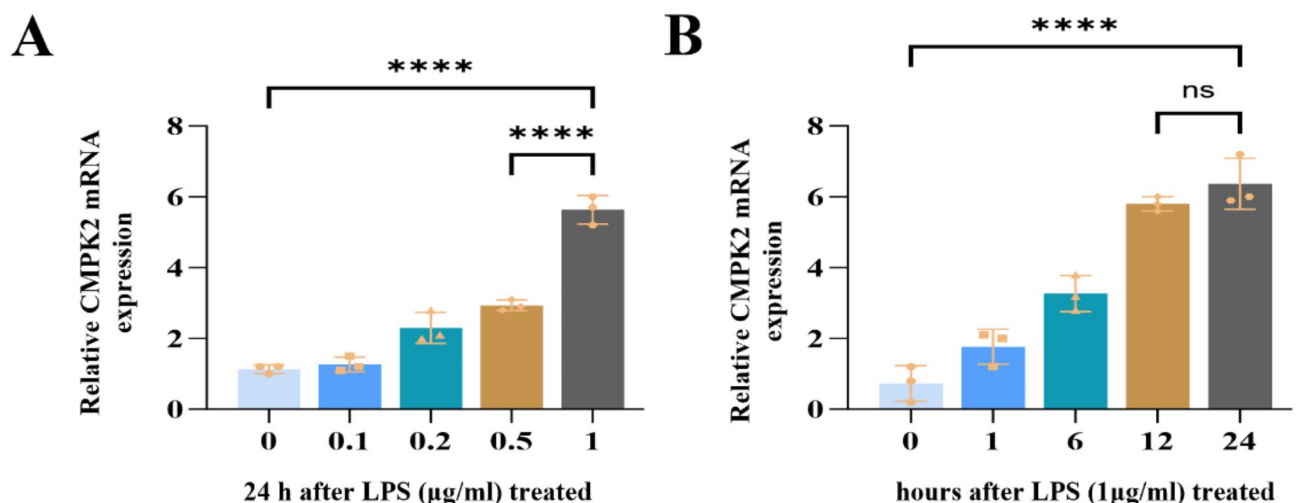 A
****
****
Relative CMPK2 mRNA
expression
8
6
4
2
0
0 0.1 0.2 0.5 1
24 h after LPS (μg/ml) treated
B
****
ns
Relative CMPK2 mRNA
expression
8
6
4
2
0
0 1 6 12 24
hours after LPS (1μg/ml) treated